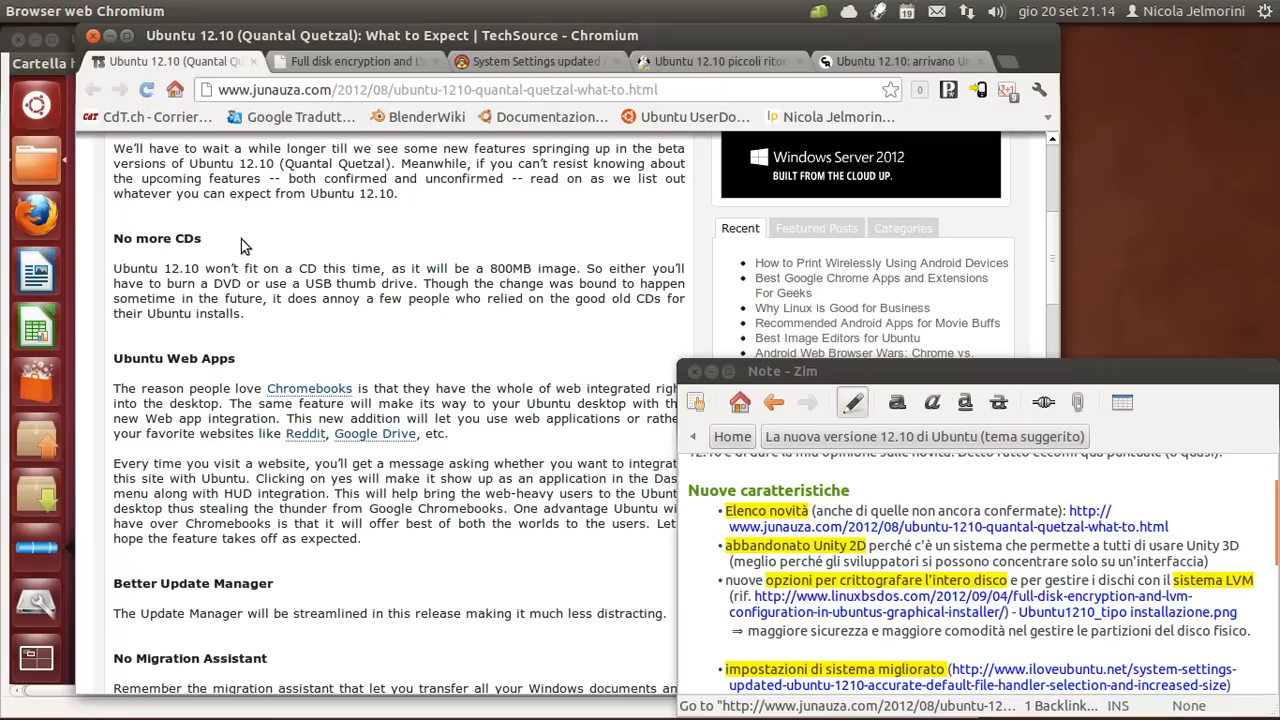 Browser web Chromium
gio 20 set 21.14
Nicola Jelmorini
Cartella h
Ubuntu 12.10 (Quantal Quetzal): What to Expect | TechSource - Chromium
Ubuntu 12.10 (Quantal Qu
Full disk encryption and L
System Settings updated
Ubuntu 12.10 piccoli rito
Ubuntu 12.10: arrivano Un
www.junauza.com/2012/08/ubuntu-1210-quantal-quetzal-what-to.html
CdT.ch - Corrier...
Google Tradutt...
BlenderWiki
Documentazion...
Ubuntu UserDo...
Nicola Jelmorin...
We'll have to wait a while longer till we see some new features springing up in the beta
versions of Ubuntu 12.10 (Quantal Quetzal). Meanwhile, if you can't resist knowing about
the upcoming features -- both confirmed and unconfirmed -- read on as we list out
whatever you can expect from Ubuntu 12.10.
No more CDs
Ubuntu 12.10 won't fit on a CD this time, as it will be a 800MB image. So either you'll
have to burn a DVD or use a USB thumb drive. Though the change was bound to happen
sometime in the future, it does annoy a few people who relied on the good old CDs for
their Ubuntu installs.
Ubuntu Web Apps
The reason people love Chromebooks is that they have the whole of web integrated righ
into the desktop. The same feature will make its way to your Ubuntu desktop with th
new Web app integration. This new addition will let you use web applications or rathe
your favorite websites like Reddit, Google Drive, etc.
Every time you visit a website, you'll get a message asking whether you want to integrat
this site with Ubuntu. Clicking on yes will make it show up as an application in the Das
menu along with HUD integration. This will help bring the web-heavy users to the Ubunt
desktop thus stealing the thunder from Google Chromebooks. One advantage Ubuntu wi
have over Chromebooks is that it will offer best of both the worlds to the users. Let
hope the feature takes off as expected.
Better Update Manager
The Update Manager will be streamlined in this release making it much less distracting.
No Migration Assistant
Remember the migration assistant that let you transfer all your Windows documents an
Windows Server 2012
BUILT FROM THE CLOUD UP.
Recent
Featured Posts
Categories
How to Print Wirelessly Using Android Devices
Best Google Chrome Apps and Extensions
For Geeks
Why Linux is Good for Business
Recommended Android Apps for Movie Buffs
Best Image Editors for Ubuntu
Android Web Browser Wars: Chrome vs.
Note - Zim
Home
La nuova versione 12.10 di Ubuntu (tema suggerito)
12.10 e di dare la mia opinione sulle novità. Detto fatto eccomi qua puntuale (o quasi).
Nuove caratteristiche
• Elenco novità (anche di quelle non ancora confermate): http://
www.junauza.com/2012/08/ubuntu-1210-quantal-quetzal-what-to.html
• abbandonato Unity 2D perché c'è un sistema che permette a tutti di usare Unity 3D
(meglio perché gli sviluppatori si possono concentrare solo su un'interfaccia)
• nuove opzioni per crittografare l'intero disco e per gestire i dischi con il sistema LVM
(rif. http://www.linuxbsdos.com/2012/09/04/full-disk-encryption-and-lvm-
configuration-in-ubuntus-graphical-installer/) - Ubuntu1210_tipo installazione.png
⇒ maggiore sicurezza e maggiore comodità nel gestire le partizioni del disco fisico.
• impostazioni di sistema migliorato (http://www.iloveubuntu.net/system-settings-
updated-ubuntu-1210-accurate-default-file-handler-selection-and-increased-size)
Go to "http://www.junauza.com/2012/08/ubuntu-12...
1 Backlink...
INS
None